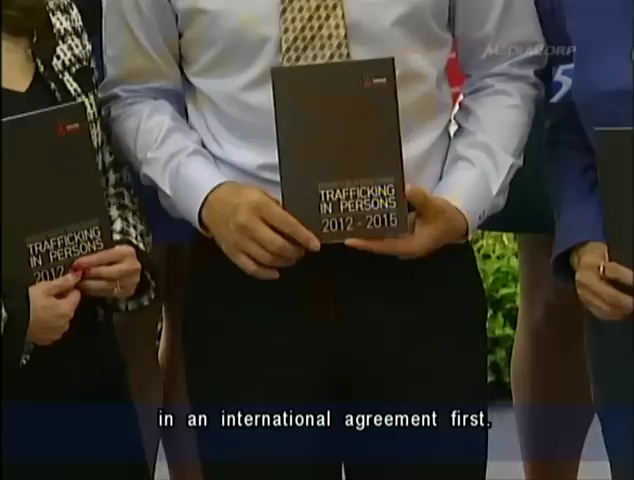 MEDIACORP
5
TRAFFICKING
IN PERSONS
2012 - 2015
TRAFFICKING
IN PERSONS
2012
in an international agreement first.